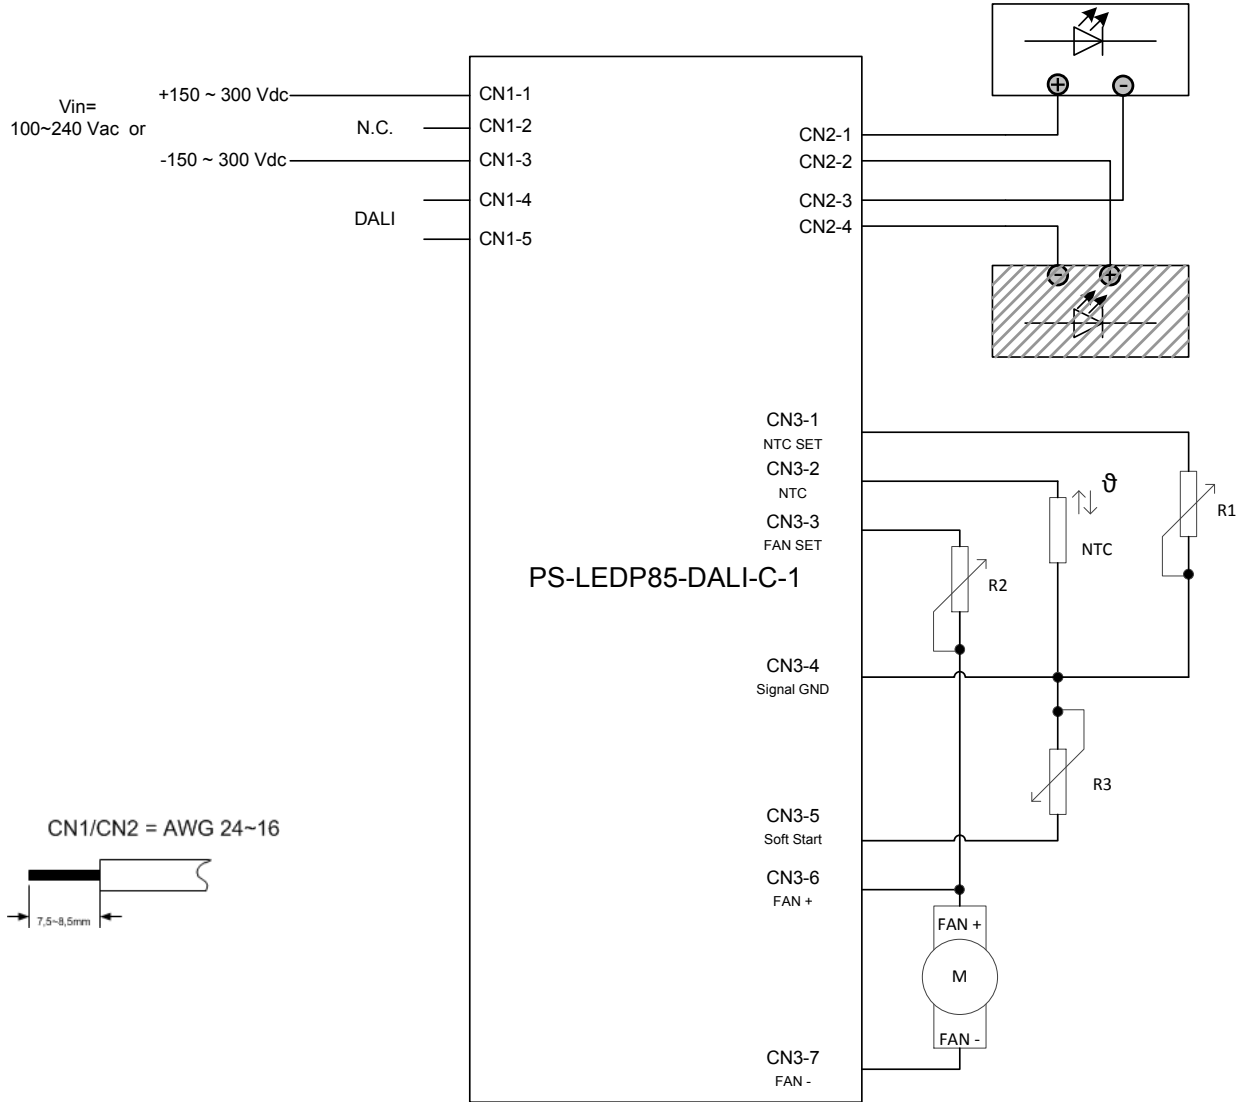 +150 ~ 300 Vdc
Vin=
100~240 Vac or
-150 ~ 300 Vdc
N.C.
DALI
CN1-1
CN1-2
CN1-3
CN1-4
CN1-5
+ -
CN2-1
CN2-2
CN2-3
CN2-4
- +
CN3-1
NTC SET
CN3-2
NTC
CN3-3
FAN SET
PS-LEDP85-DALI-C-1
CN3-4
Signal GND
CN3-5
Soft Start
CN3-6
FAN +
CN3-7
FAN -
ϑ
NTC
R1
R2
R3
FAN +
M
FAN -
CN1/CN2 = AWG 24~16
7,5~8,5mm